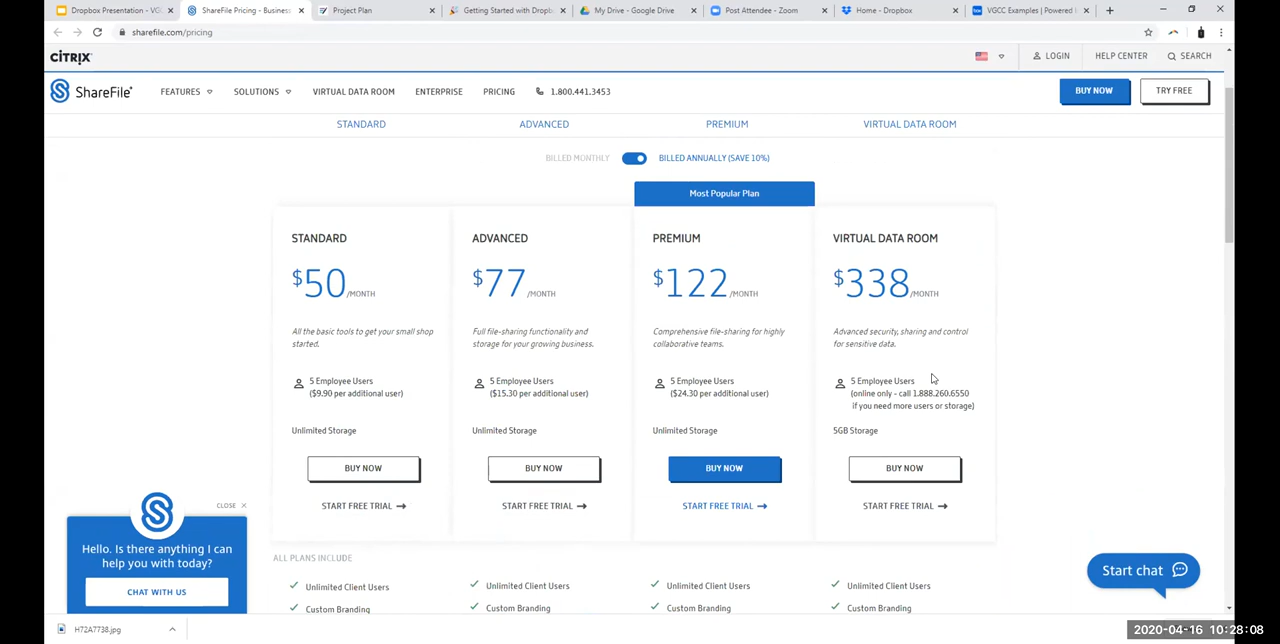 Dropbox Presentation - VGC
ShareFile Pricing - Business
Project Plan
Getting Started with Dropb
My Drive - Google Drive
Post Attendee - Zoom
Home - Dropbox
VGCC Examples | Powered
sharefile.com/pricing
CITRIX
LOGIN
HELP CENTER
SEARCH
ShareFile
FEATURES
SOLUTIONS
VIRTUAL DATA ROOM
ENTERPRISE
PRICING
1.800.441.3453
BUY NOW
TRY FREE
STANDARD
ADVANCED
PREMIUM
VIRTUAL DATA ROOM
BILLED MONTHLY
BILLED ANNUALLY (SAVE 10%)
Most Popular Plan
STANDARD
$50 /MONTH
All the basic tools to get your small shop
started.
5 Employee Users
($9.90 per additional user)
Unlimited Storage
BUY NOW
START FREE TRIAL →
ADVANCED
$77 /MONTH
Full file-sharing functionality and
storage for your growing business.
5 Employee Users
($15.30 per additional user)
Unlimited Storage
BUY NOW
START FREE TRIAL →
PREMIUM
$122 /MONTH
Comprehensive file-sharing for highly
collaborative teams.
5 Employee Users
($24.30 per additional user)
Unlimited Storage
BUY NOW
START FREE TRIAL →
VIRTUAL DATA ROOM
$338 /MONTH
Advanced security, sharing and control
for sensitive data.
5 Employee Users
(online only - call 1.888.260.6550
if you need more users or storage)
5GB Storage
BUY NOW
START FREE TRIAL →
ALL PLANS INCLUDE
Unlimited Client Users
Unlimited Client Users
Unlimited Client Users
Unlimited Client Users
Custom Branding
Custom Branding
Custom Branding
Custom Branding
CLOSE ×
Hello. Is there anything I can
help you with today?
CHAT WITH US
Start chat
H72A7738.jpg
2020-04-16 10:28:08